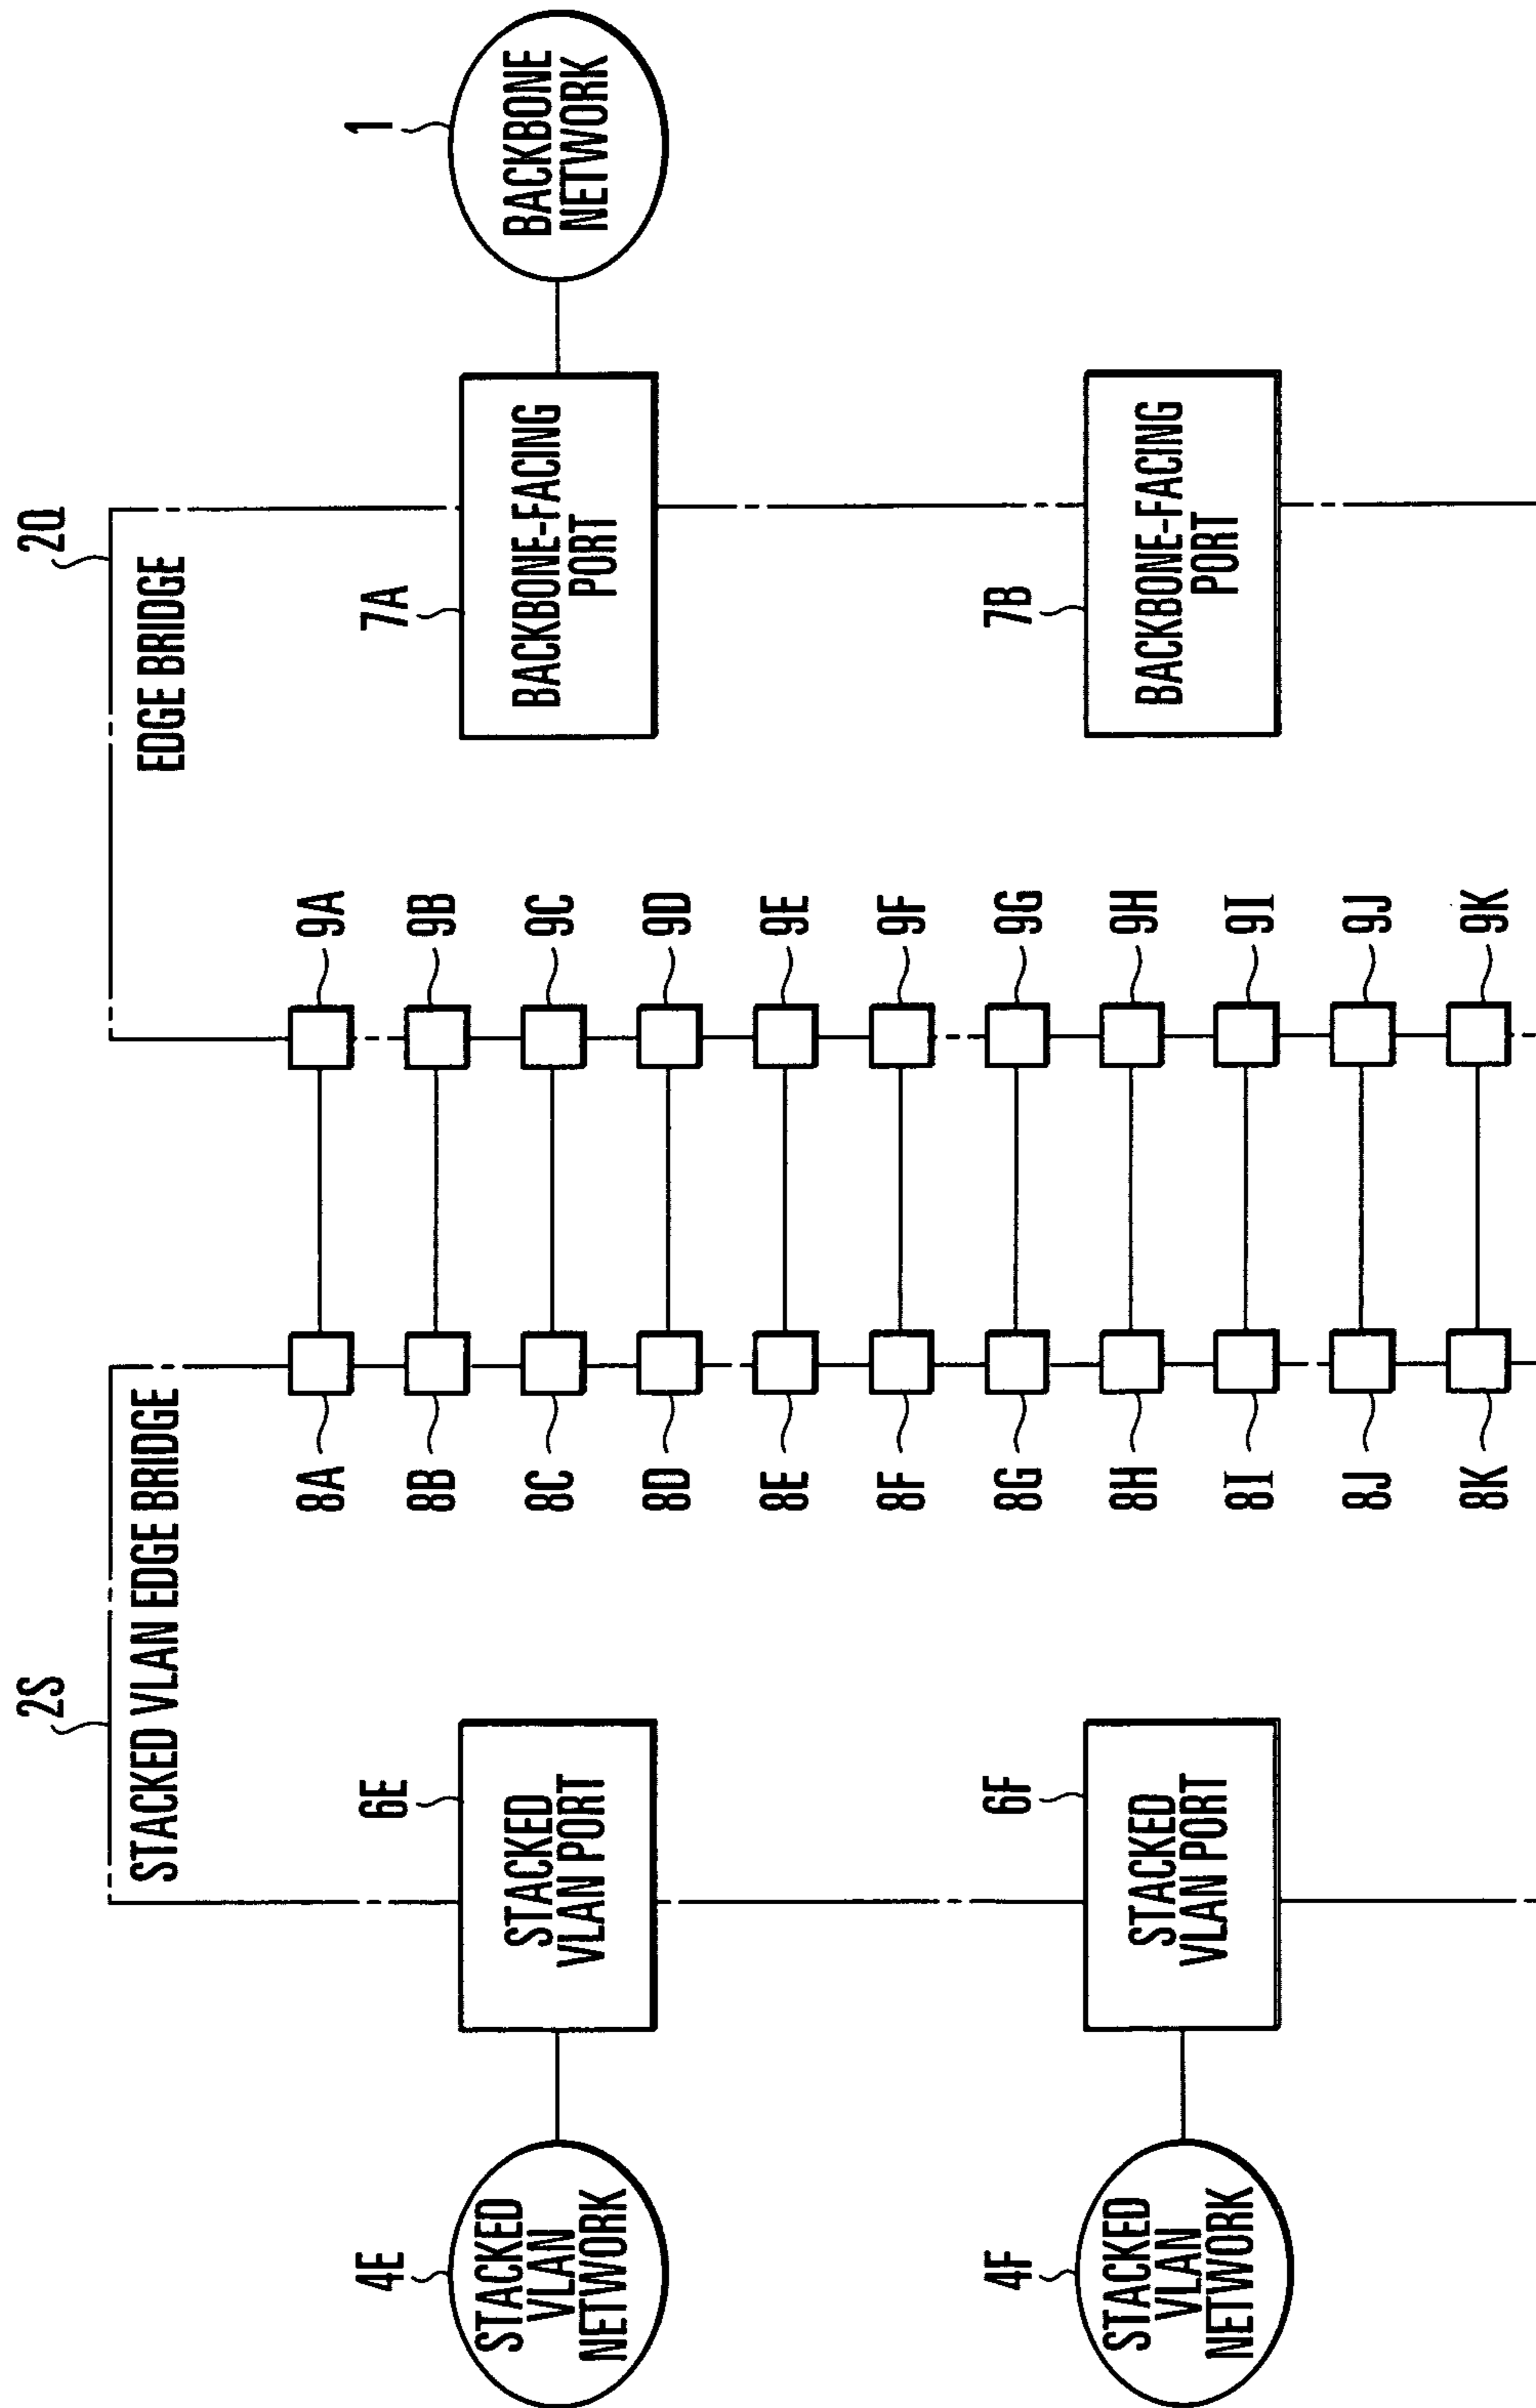 2S
2Q
STACKED VLAN EDGE BRIDGE
EDGE BRIDGE
8A
9A
8B
9B
8C
9C
8D
9D
8E
9E
8F
9F
8G
9G
8H
9H
8I
9I
8J
9J
8K
9K
4E
STACKED
VLAN
NETWORK
6E
STACKED
VLAN PORT
7A
BACKBONE-FACING
PORT
1
BACKBONE
NETWORK
4F
STACKED
VLAN
NETWORK
6F
STACKED
VLAN PORT
7B
BACKBONE-FACING
PORT